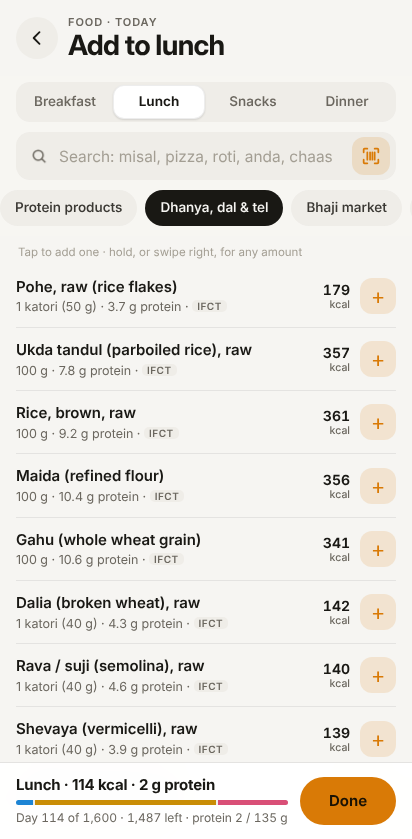 FOOD · TODAY
Add to lunch
Breakfast Lunch Snacks Dinner
Search: misal, pizza, roti, anda, chaas
Protein products Dhanya, dal & tel Bhaji market
Tap to add one · hold, or swipe right, for any amount
Pohe, raw (rice flakes)
1 katori (50 g) · 3.7 g protein · IFCT
179
kcal
+
Ukda tandul (parboiled rice), raw
100 g · 7.8 g protein · IFCT
357
kcal
+
Rice, brown, raw
100 g · 9.2 g protein · IFCT
361
kcal
+
Maida (refined flour)
100 g · 10.4 g protein · IFCT
356
kcal
+
Gahu (whole wheat grain)
100 g · 10.6 g protein · IFCT
341
kcal
+
Dalia (broken wheat), raw
1 katori (40 g) · 4.3 g protein · IFCT
142
kcal
+
Rava / suji (semolina), raw
1 katori (40 g) · 4.6 g protein · IFCT
140
kcal
+
Shevaya (vermicelli), raw
1 katori (40 g) · 3.9 g protein · IFCT
139
kcal
+
Lunch · 114 kcal · 2 g protein
Day 114 of 1,600 · 1,487 left · protein 2 / 135 g
Done